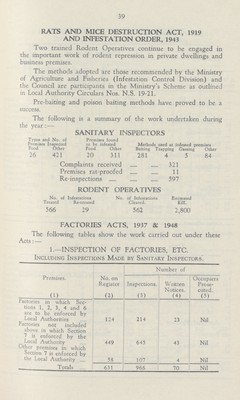 39
RATS AND MICE DESTRUCTION ACT, 1919
AND INFESTATION ORDER, 1943
Two trained Rodent Operatives continue to be engaged in
the important work of rodent repression in private dwellings and
business premises.
The methods adopted are those recommended by the Ministry
of Agriculture and Fisheries (Infestation Control Division) and
the Council are participants in the Ministry's Scheme as outlined
in Local Authority Circulars Nos. N.S. 19-21.
Pre-baiting and poison baiting methods have proved to be a
success.
The following is a summary of the work undertaken during
the year:—
SANITARY INSPECTORS
Types and No. of Premises Inspected Premises found to be infested Methods used at infested premises
Food Other Food Other Baiting Trapping Gassing Other
56 421 20 311 281 4 5 84
Complaints received — — 321
Premises rat-proofed — — 11
Re-inspections — — — 597
RODENT OPERATIVES
No. of Infestations No. of Infestations Estimated
Treated Re-treated Cleared. Kill.
566 29 562 2,800
FACTORIES ACTS, 1937 & 1948
The following tables show the work carried out under these
Acts:—
1.—INSPECTION OF FACTORIES, ETC.
INCLUDING INSPECTIONS MADE BY SANITARY INSPECTORS.
Number of
Premises. No. on Register Inspections. Written Notices. Occupiers Prosecuted.
(1) (2) (3) (4) (5)
Factories in which Sections 1, 2, 3, 4 and 6
are to be enforced by
Local Authorities 124 214 18 Nil
Factories not included
above in which Section
7 is enforced by the
Local Authority 449 645 48 Nil
Other premises in which
Section 7 is enforced by
the Local Authority 58 107 4 Nil
Totals 631 966 70 Nil